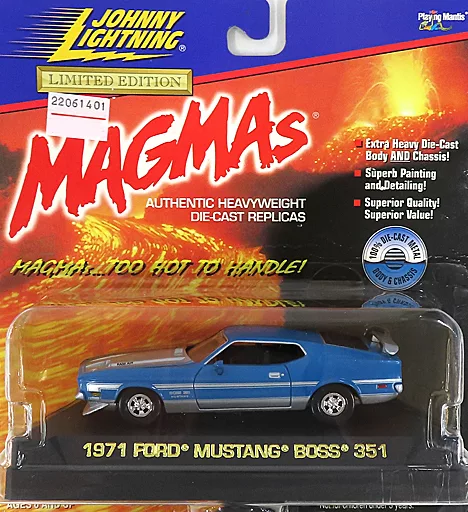 JOHNNY
LIGHTNING®
LIMITED EDITION
22061401
Playing Mantis
MAGMAs®
AUTHENTIC HEAVYWEIGHT
DIE-CAST REPLICAS
Extra Heavy Die-Cast
Body AND Chassis!
Superb Painting
and Detailing!
Superior Quality!
Superior Value!
100% DIE-CAST METAL
BODY & CHASSIS
MAGMAs...TOO HOT TO HANDLE!
1971 FORD® MUSTANG® BOSS® 351